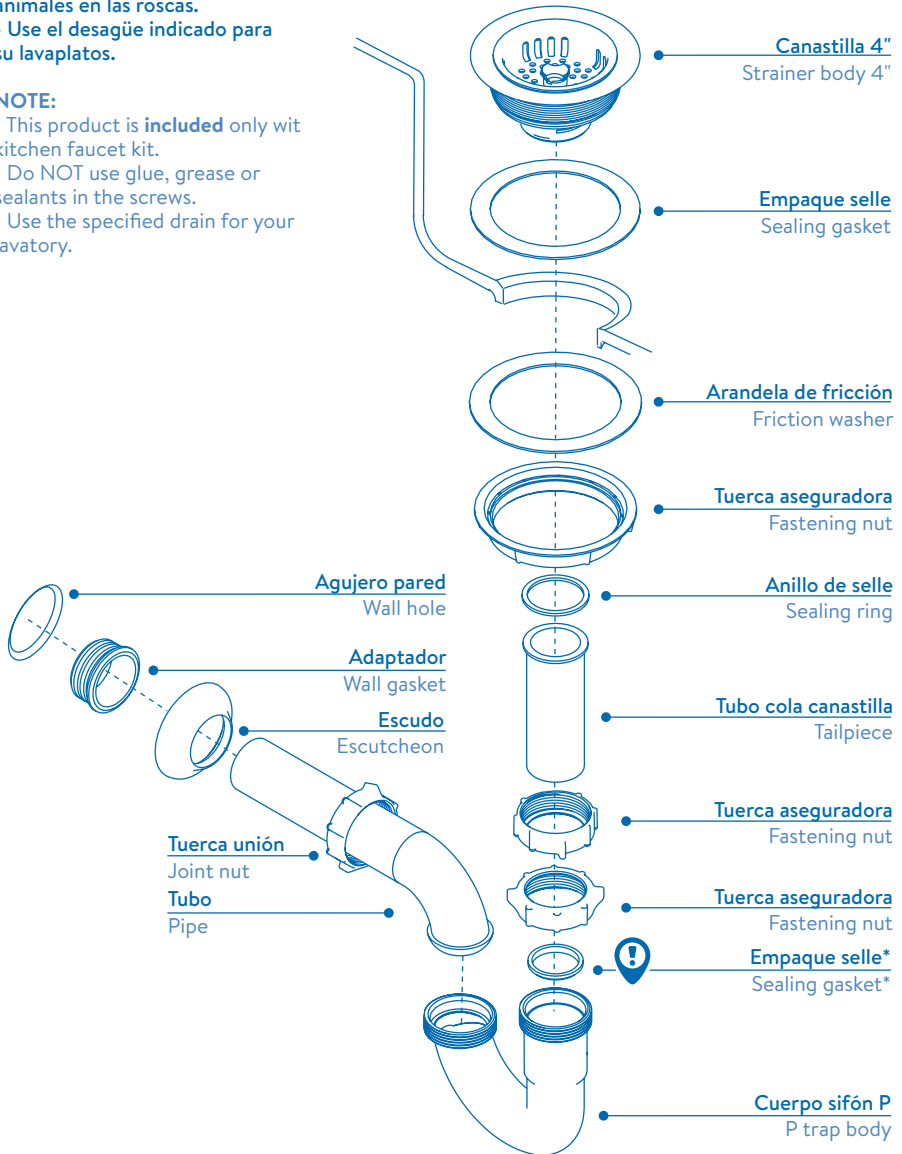 animales en las roscas.
Use el desagüe indicado para
su lavaplatos.
NOTE:
This product is included only wit
kitchen faucet kit.
Do NOT use glue, grease or
sealants in the screws.
Use the specified drain for your
lavatory.
Canastilla 4"
Strainer body 4"
Empaque selle
Sealing gasket
Arandela de fricción
Friction washer
Tuerca aseguradora
Fastening nut
Agujero pared
Wall hole
Anillo de selle
Sealing ring
Adaptador
Wall gasket
Escudo
Escutcheon
Tubo cola canastilla
Tailpiece
Tuerca aseguradora
Fastening nut
Tuerca unión
Joint nut
Tubo
Pipe
Tuerca aseguradora
Fastening nut
Empaque selle*
Sealing gasket*
Cuerpo sifón P
P trap body